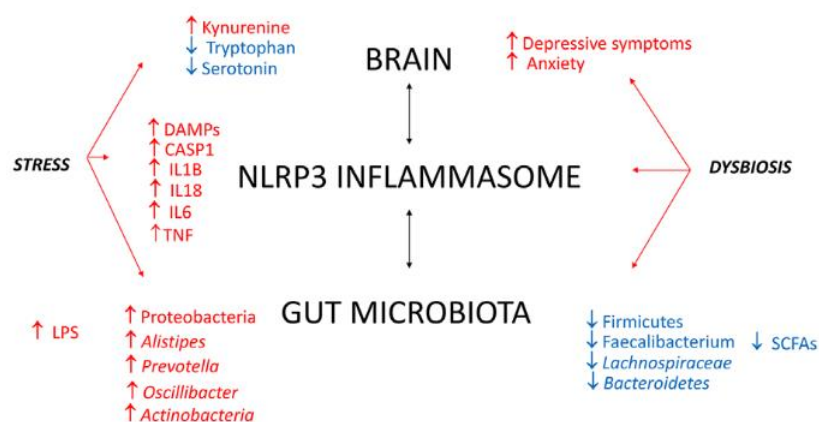 ↑ Kynurenine
↓ Tryptophan
↓ Serotonin
BRAIN
↑ Depressive symptoms
↑ Anxiety
STRESS
↑ DAMPs
↑ CASP1
↑ IL1B
↑ IL18
↑ IL6
↑ TNF
NLRP3 INFLAMMASOME
DYSBIOSIS
GUT MICROBIOTA
↑ LPS
↑ Proteobacteria
↑ Alistipes
↑ Prevotella
↑ Oscillibacter
↑ Actinobacteria
↓ Firmicutes
↓ Faecalibacterium
↓ Lachnospiraceae
↓ Bacteroidetes
↓ SCFAs